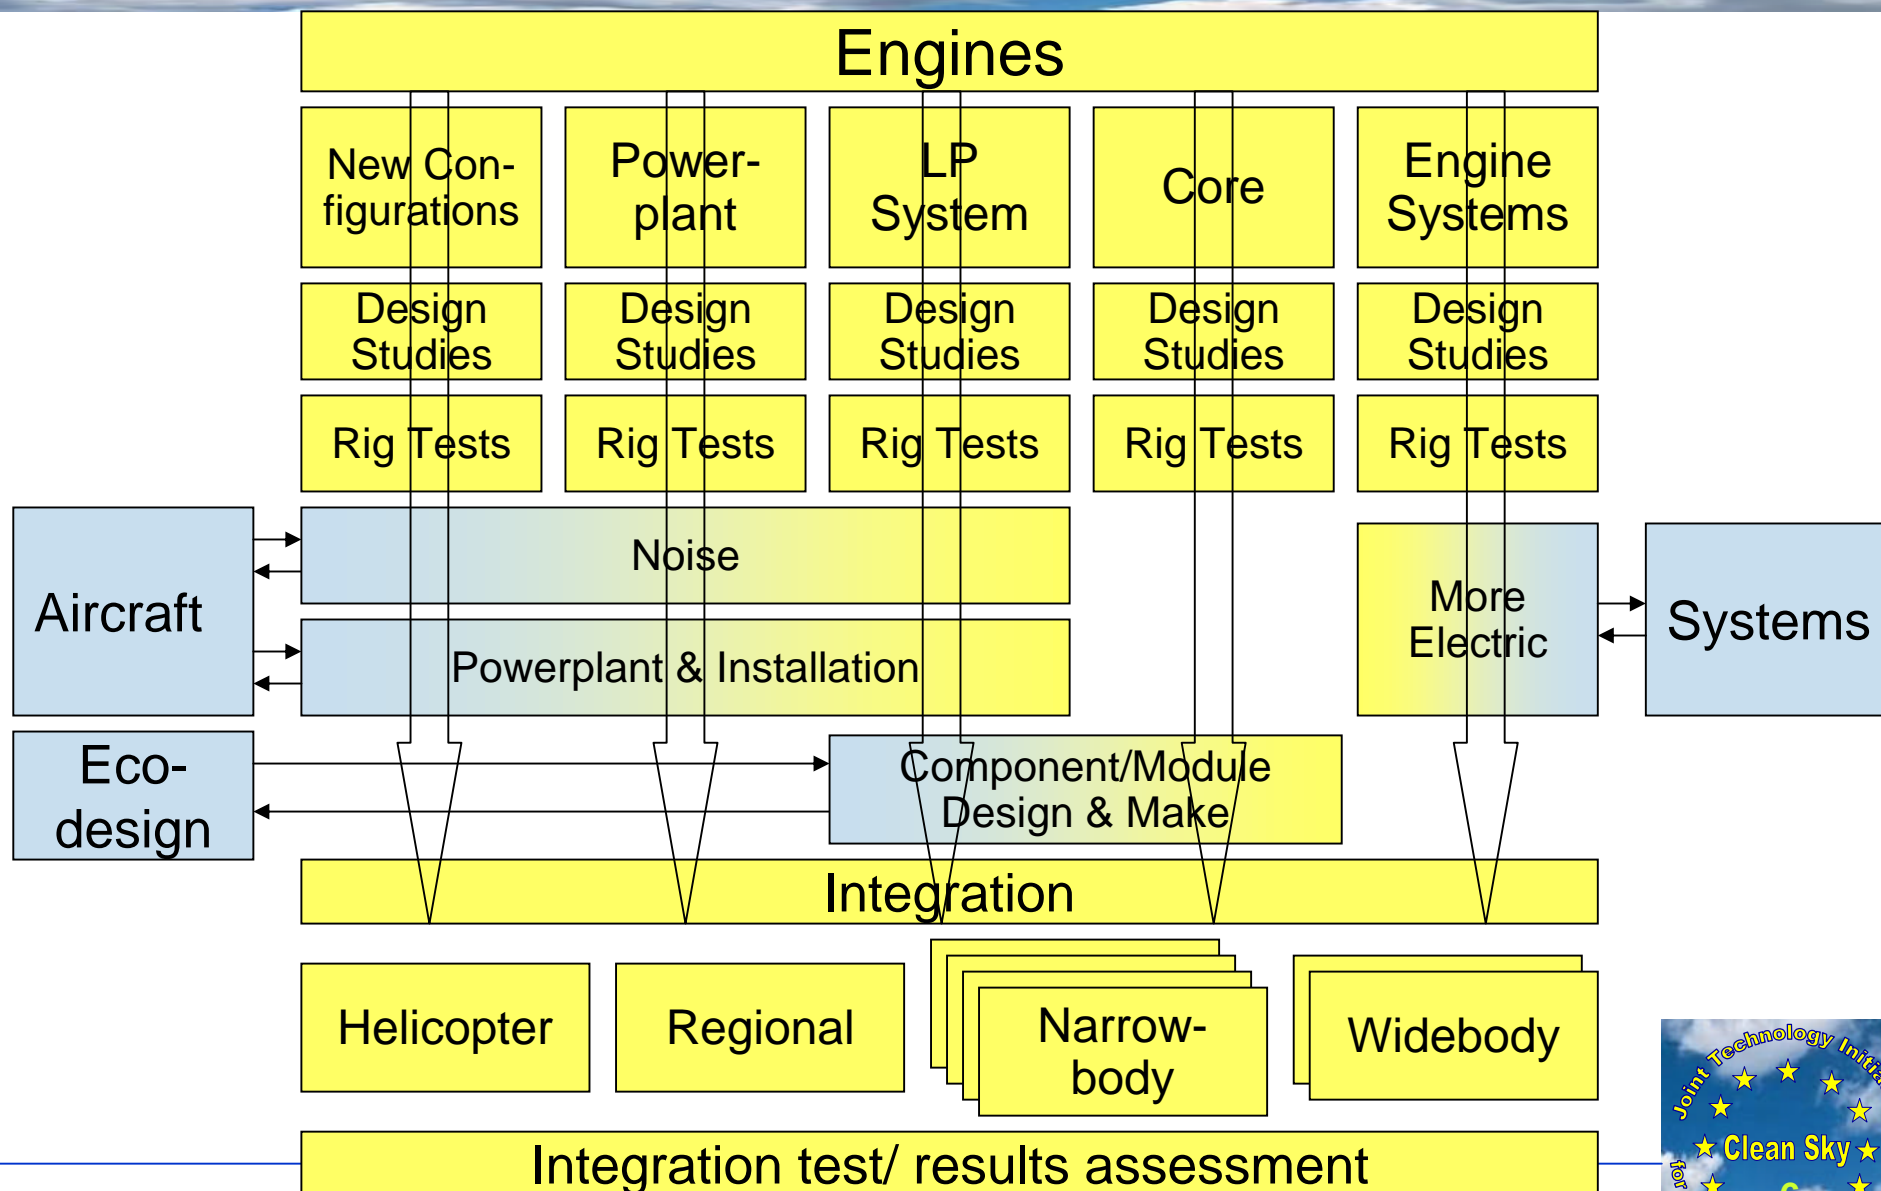 Engines
New Con-
figurations
Power-
plant
LP
System
Core
Engine
Systems
Design
Studies
Design
Studies
Design
Studies
Design
Studies
Design
Studies
Rig Tests
Rig Tests
Rig Tests
Rig Tests
Rig Tests
Aircraft
Noise
Powerplant & Installation
More
Electric
Systems
Eco-
design
Component/Module
Design & Make
Integration
Helicopter
Regional
Narrow-
body
Widebody
Integration test/ results assessment
Joint Technology
Clean Sky
for